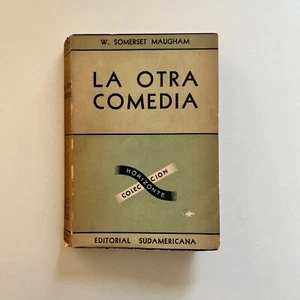 W. SOMERSET MAUGHAM
LA OTRA
COMEDIA
COLECCION
HORIZONTE
EDITORIAL SUDAMERICANA